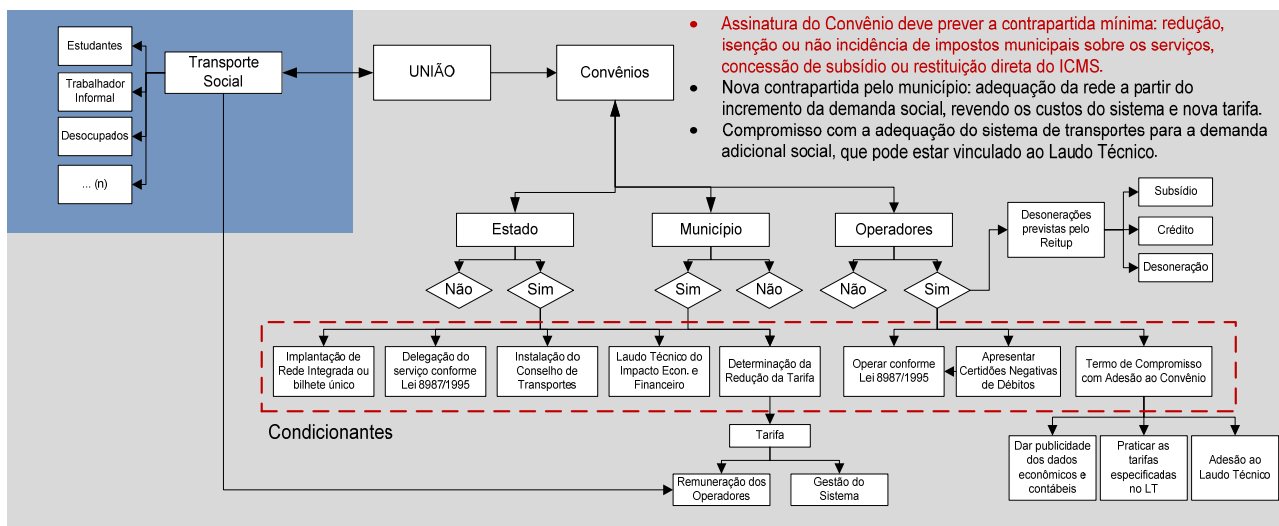 Estudantes
Trabalhador
Informal
Desocupados
... (n)
Transporte
Social
UNIÃO
Convênios
• Assinatura do Convênio deve prever a contrapartida mínima: redução,
isenção ou não incidência de impostos municipais sobre os serviços,
concessão de subsídio ou restituição direta do ICMS.
• Nova contrapartida pelo município: adequação da rede a partir do
incremento da demanda social, revendo os custos do sistema e nova tarifa.
• Compromisso com a adequação do sistema de transportes para a demanda
adicional social, que pode estar vinculado ao Laudo Técnico.
Estado
Município
Operadores
Desonerações
previstas pelo
Reitup
Subsídio
Crédito
Desoneração
Não
Sim
Sim
Não
Não
Sim
Implantação de
Rede Integrada ou
bilhete único
Delegação do
serviço conforme
Lei 8987/1995
Instalação do
Conselho de
Transportes
Laudo Técnico do
Impacto Econ. e
Financeiro
Determinação da
Redução da Tarifa
Operar conforme
Lei 8987/1995
Apresentar
Certidões Negativas
de Débitos
Termo de Compromisso
com Adesão ao Convênio
Condicionantes
Tarifa
Remuneração dos
Operadores
Gestão do
Sistema
Dar publicidade
dos dados
econômicos e
contábeis
Praticar as
tarifas
especificadas
no LT
Adesão ao
Laudo Técnico